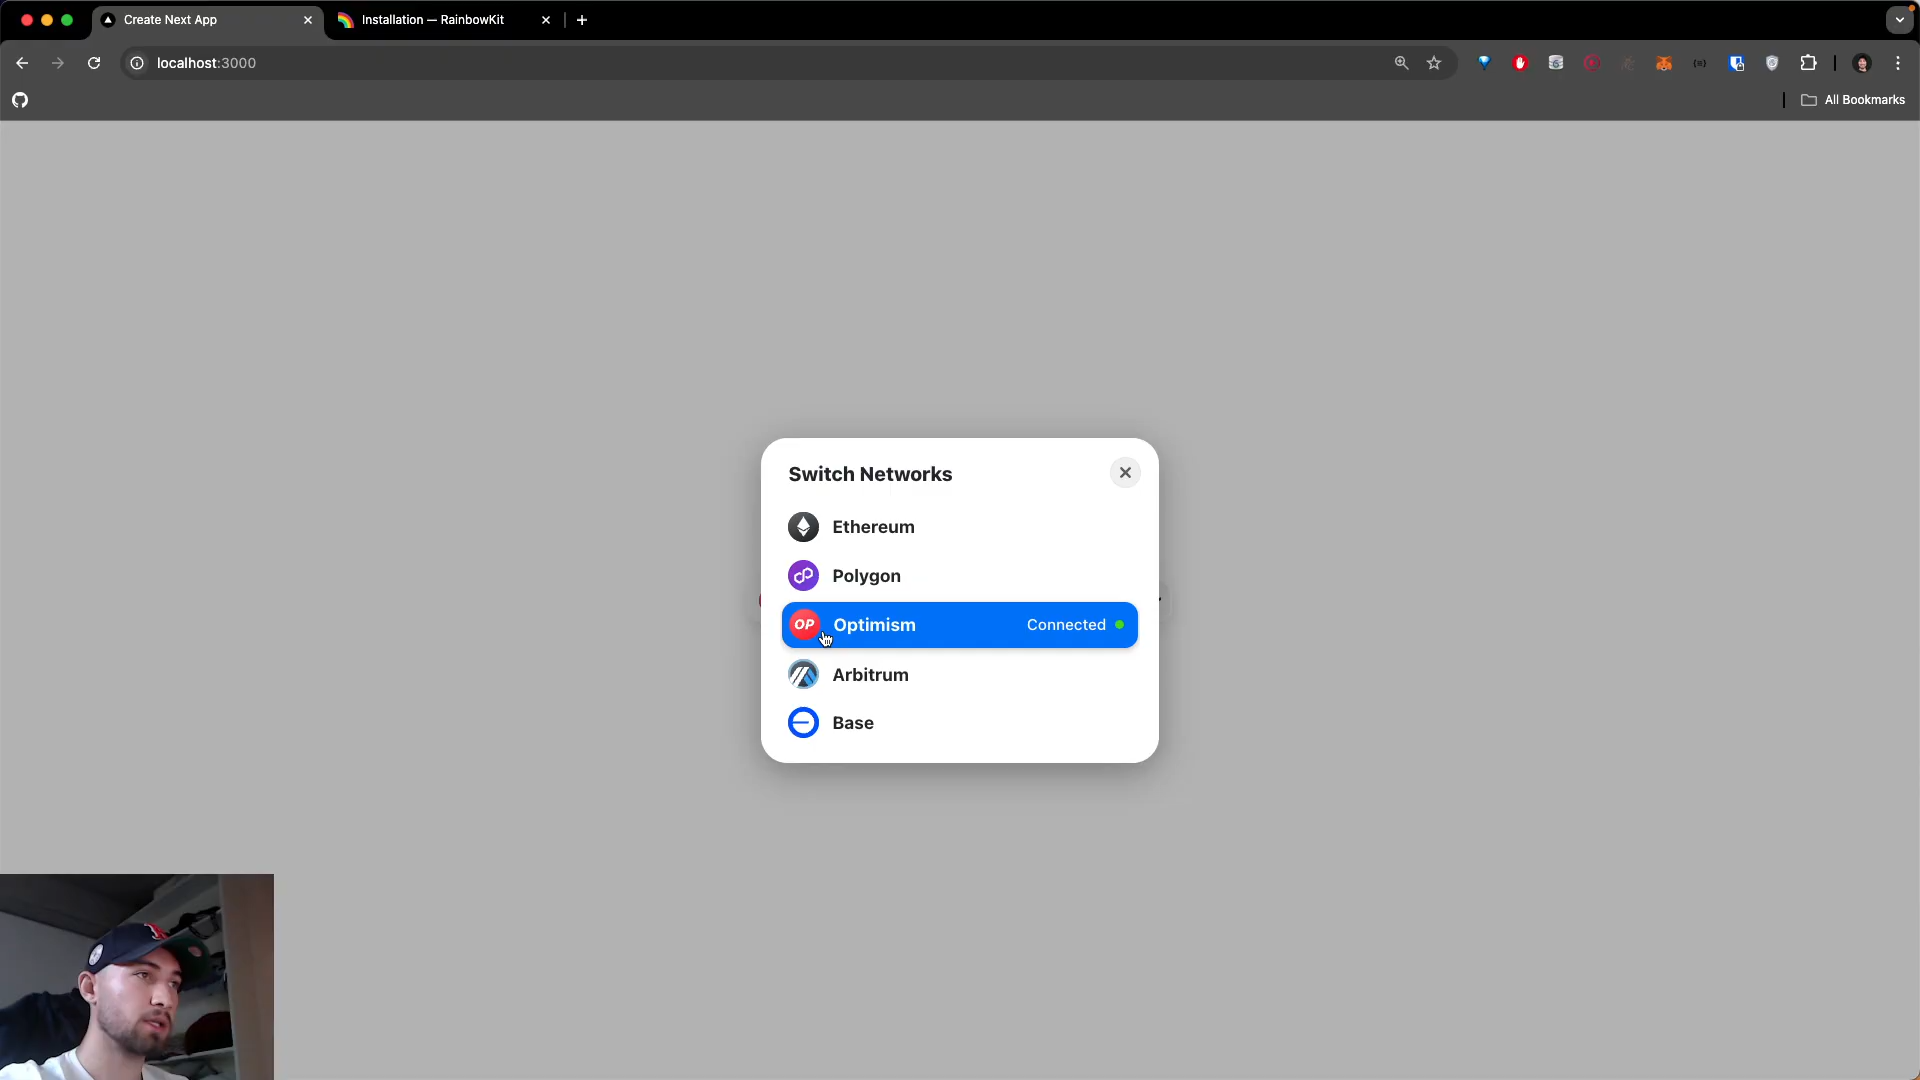 Create Next App
Installation — RainbowKit
localhost:3000
All Bookmarks
Switch Networks
Ethereum
Polygon
OP Optimism Connected
Arbitrum
Base